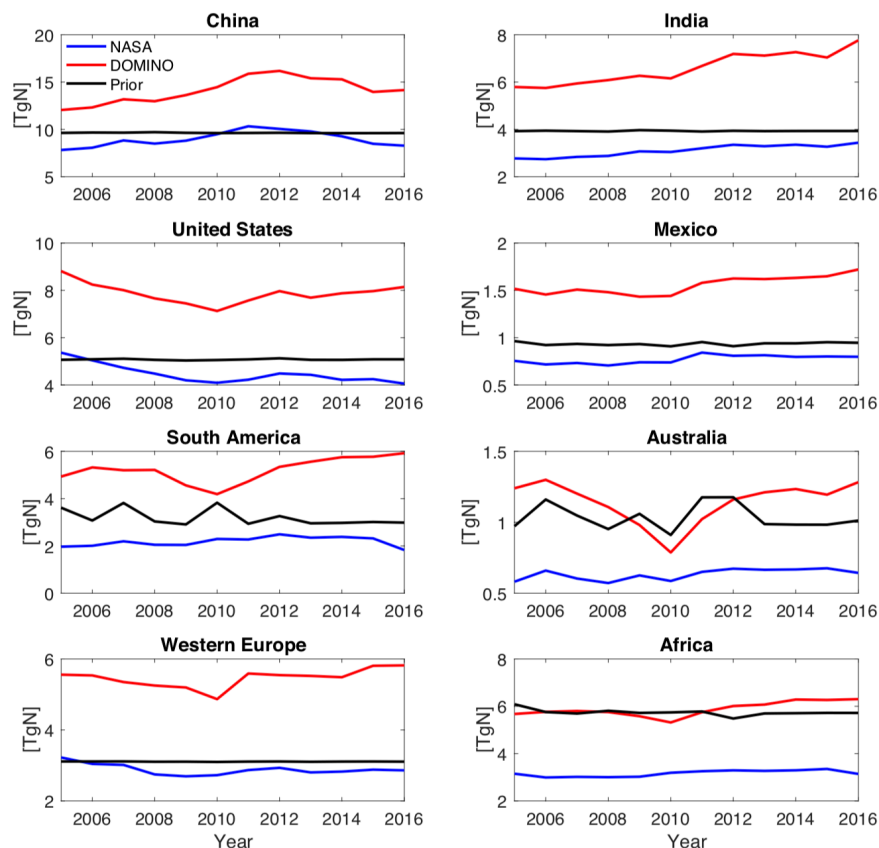 China
20
15
10
5
[TgN]
NASA
DOMINO
Prior
2006 2008 2010 2012 2014 2016
India
8
6
4
2
[TgN]
2006 2008 2010 2012 2014 2016
United States
10
8
6
4
[TgN]
2006 2008 2010 2012 2014 2016
Mexico
2
1.5
1
0.5
[TgN]
2006 2008 2010 2012 2014 2016
South America
6
4
2
0
[TgN]
2006 2008 2010 2012 2014 2016
Australia
1.5
1
0.5
[TgN]
2006 2008 2010 2012 2014 2016
Western Europe
6
4
2
[TgN]
2006 2008 2010 2012 2014 2016
Year
Africa
8
6
4
2
[TgN]
2006 2008 2010 2012 2014 2016
Year